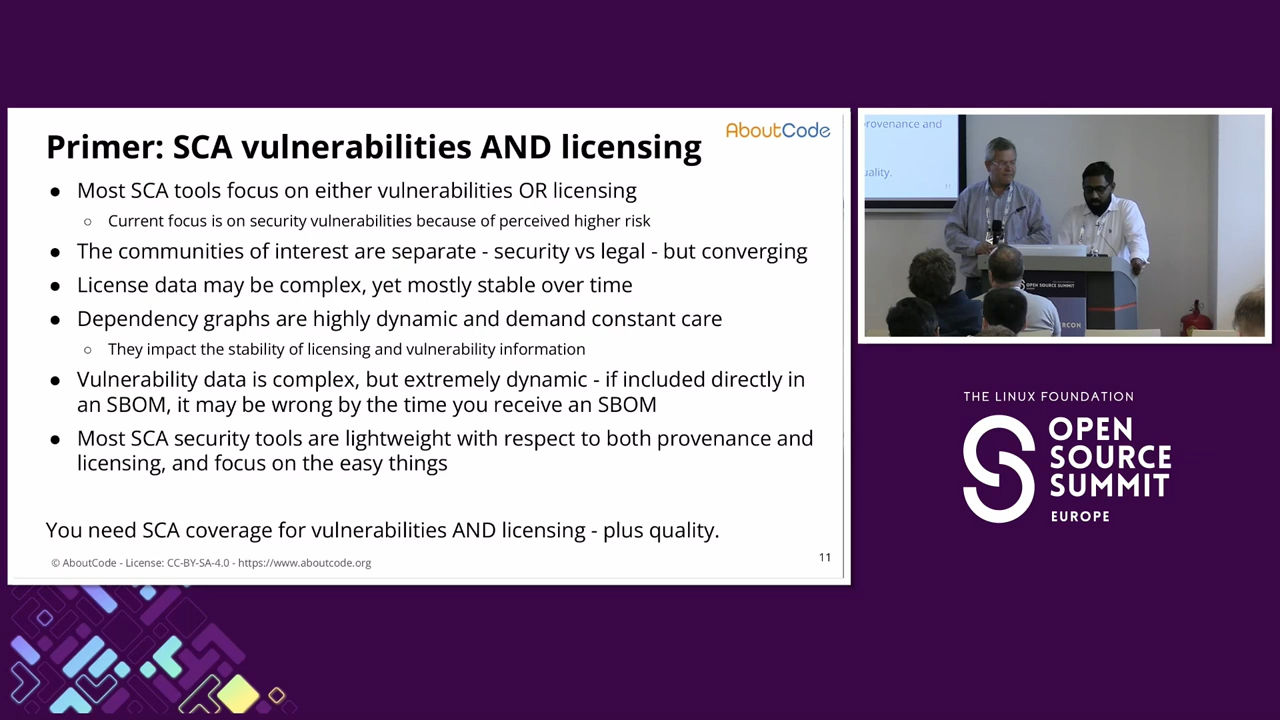 AboutCode
Primer: SCA vulnerabilities AND licensing
● Most SCA tools focus on either vulnerabilities OR licensing
○ Current focus is on security vulnerabilities because of perceived higher risk
● The communities of interest are separate - security vs legal - but converging
● License data may be complex, yet mostly stable over time
● Dependency graphs are highly dynamic and demand constant care
○ They impact the stability of licensing and vulnerability information
● Vulnerability data is complex, but extremely dynamic - if included directly in
an SBOM, it may be wrong by the time you receive an SBOM
● Most SCA security tools are lightweight with respect to both provenance and
licensing, and focus on the easy things
You need SCA coverage for vulnerabilities AND licensing - plus quality.
© AboutCode - License: CC-BY-SA-4.0 - https://www.aboutcode.org
11
provenance and
OPEN SOURCE SUMMIT
THE LINUX FOUNDATION
OPEN
SOURCE
SUMMIT
EUROPE